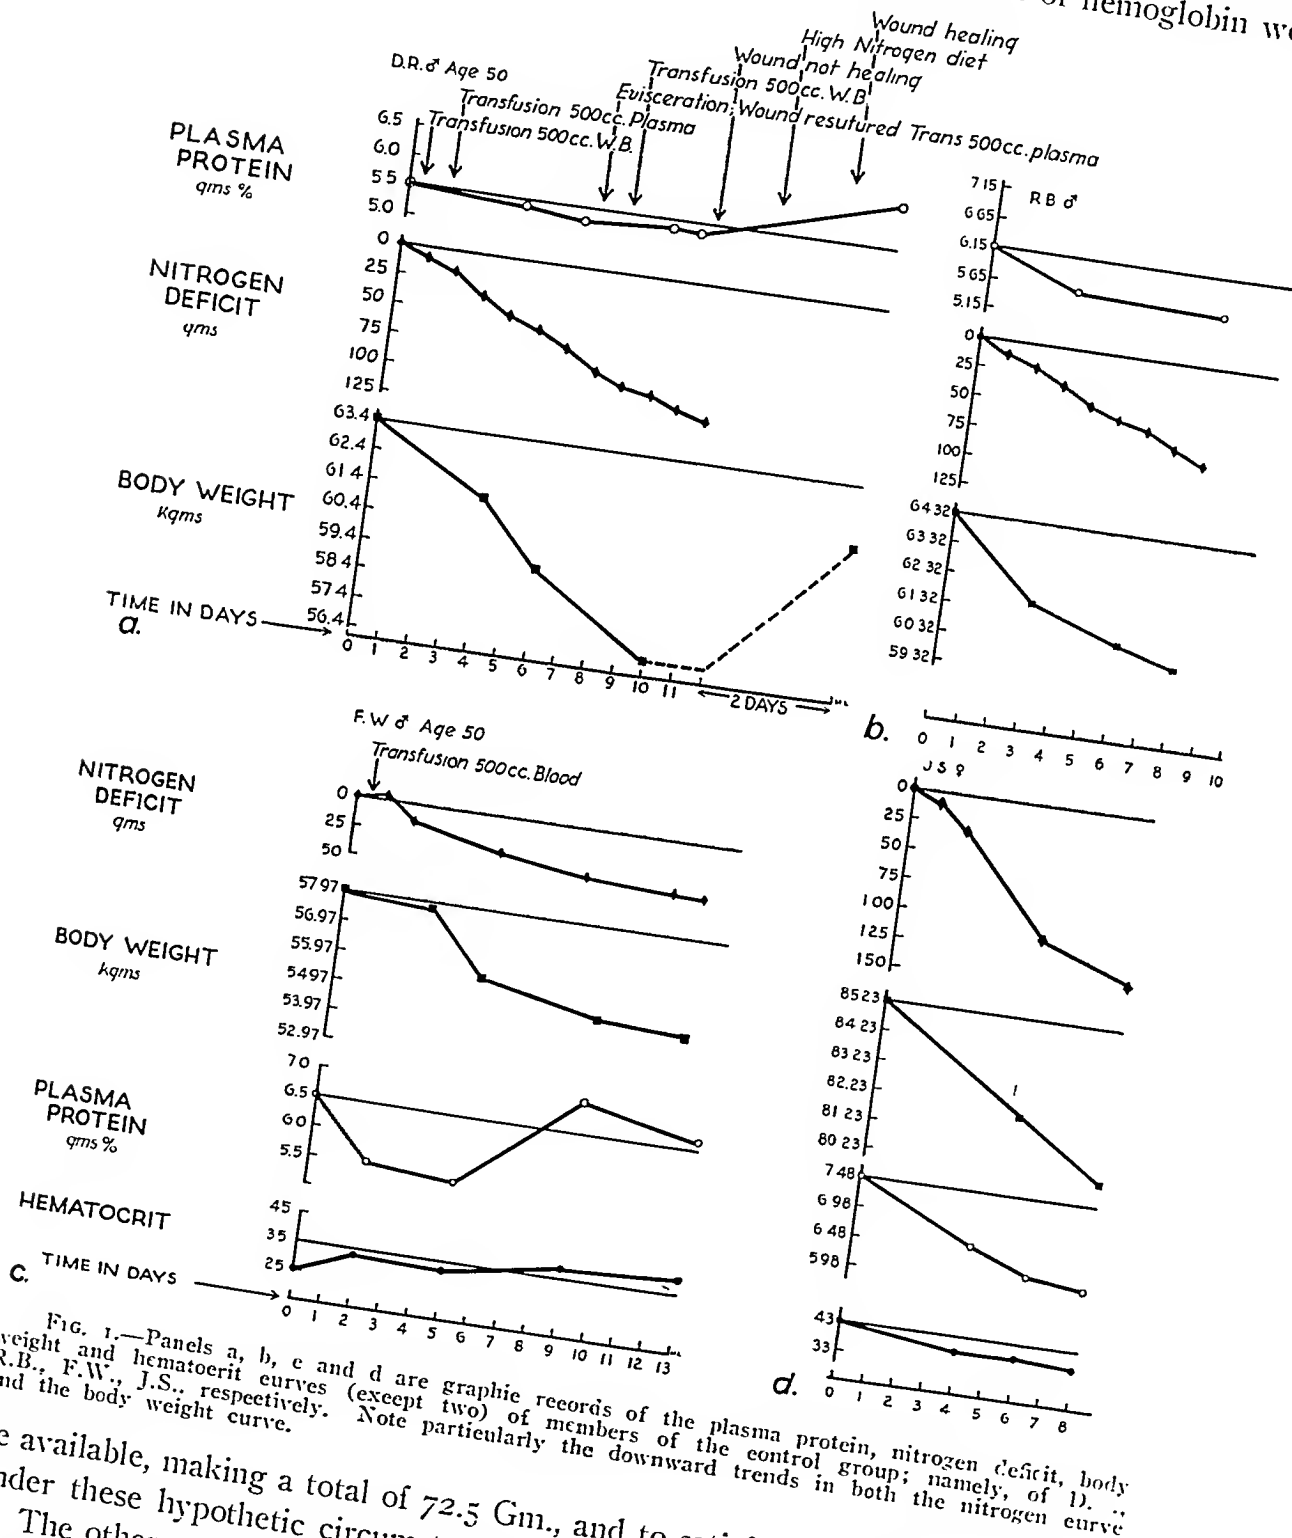 of hemoglobin
Wound healing
High Nitrogen diet
Wound not healing
Transfusion 500cc. W.B.
Evisceration; Wound resutured Trans 500cc. plasma
D.R. ♂ Age 50
Transfusion 500cc. Plasma
Transfusion 500cc. W.B.
PLASMA
PROTEIN
gms %
6.5
6.0
5.5
5.0
NITROGEN
DEFICIT
gms
0
25
50
75
100
125
BODY WEIGHT
Kgms
63.4
62.4
61.4
60.4
59.4
58.4
57.4
56.4
TIME IN DAYS
a.
0 1 2 3 4 5 6 7 8 9 10 11
2 DAYS
R B ♂
7.15
6.65
6.15
5.65
5.15
0
25
50
75
100
125
64.32
63.32
62.32
61.32
60.32
59.32
b.
0 1 2 3 4 5 6 7 8 9 10
F. W ♂ Age 50
Transfusion 500cc. Blood
NITROGEN
DEFICIT
gms
0
25
50
BODY WEIGHT
kgms
57.97
56.97
55.97
54.97
53.97
52.97
PLASMA
PROTEIN
gms %
7.0
6.5
6.0
5.5
HEMATOCRIT
45
35
25
TIME IN DAYS
c.
0 1 2 3 4 5 6 7 8 9 10 11 12 13
J S ♀
0
25
50
75
100
125
150
85.23
84.23
83.23
82.23
81.23
80.23
7.48
6.98
6.48
5.98
43
33
d.
0 1 2 3 4 5 6 7 8
FIG. 1.—Panels a, b, c and d are graphic records of the plasma protein, nitrogen deficit, body
weight and hematocrit curves (except two) of members of the control group; namely, of D.
R.B., F.W., J.S., respectively. Note particularly the downward trends in both the nitrogen curve
and the body weight curve.
available, making a total of 72.5 Gm., and to
under these hypothetic
The